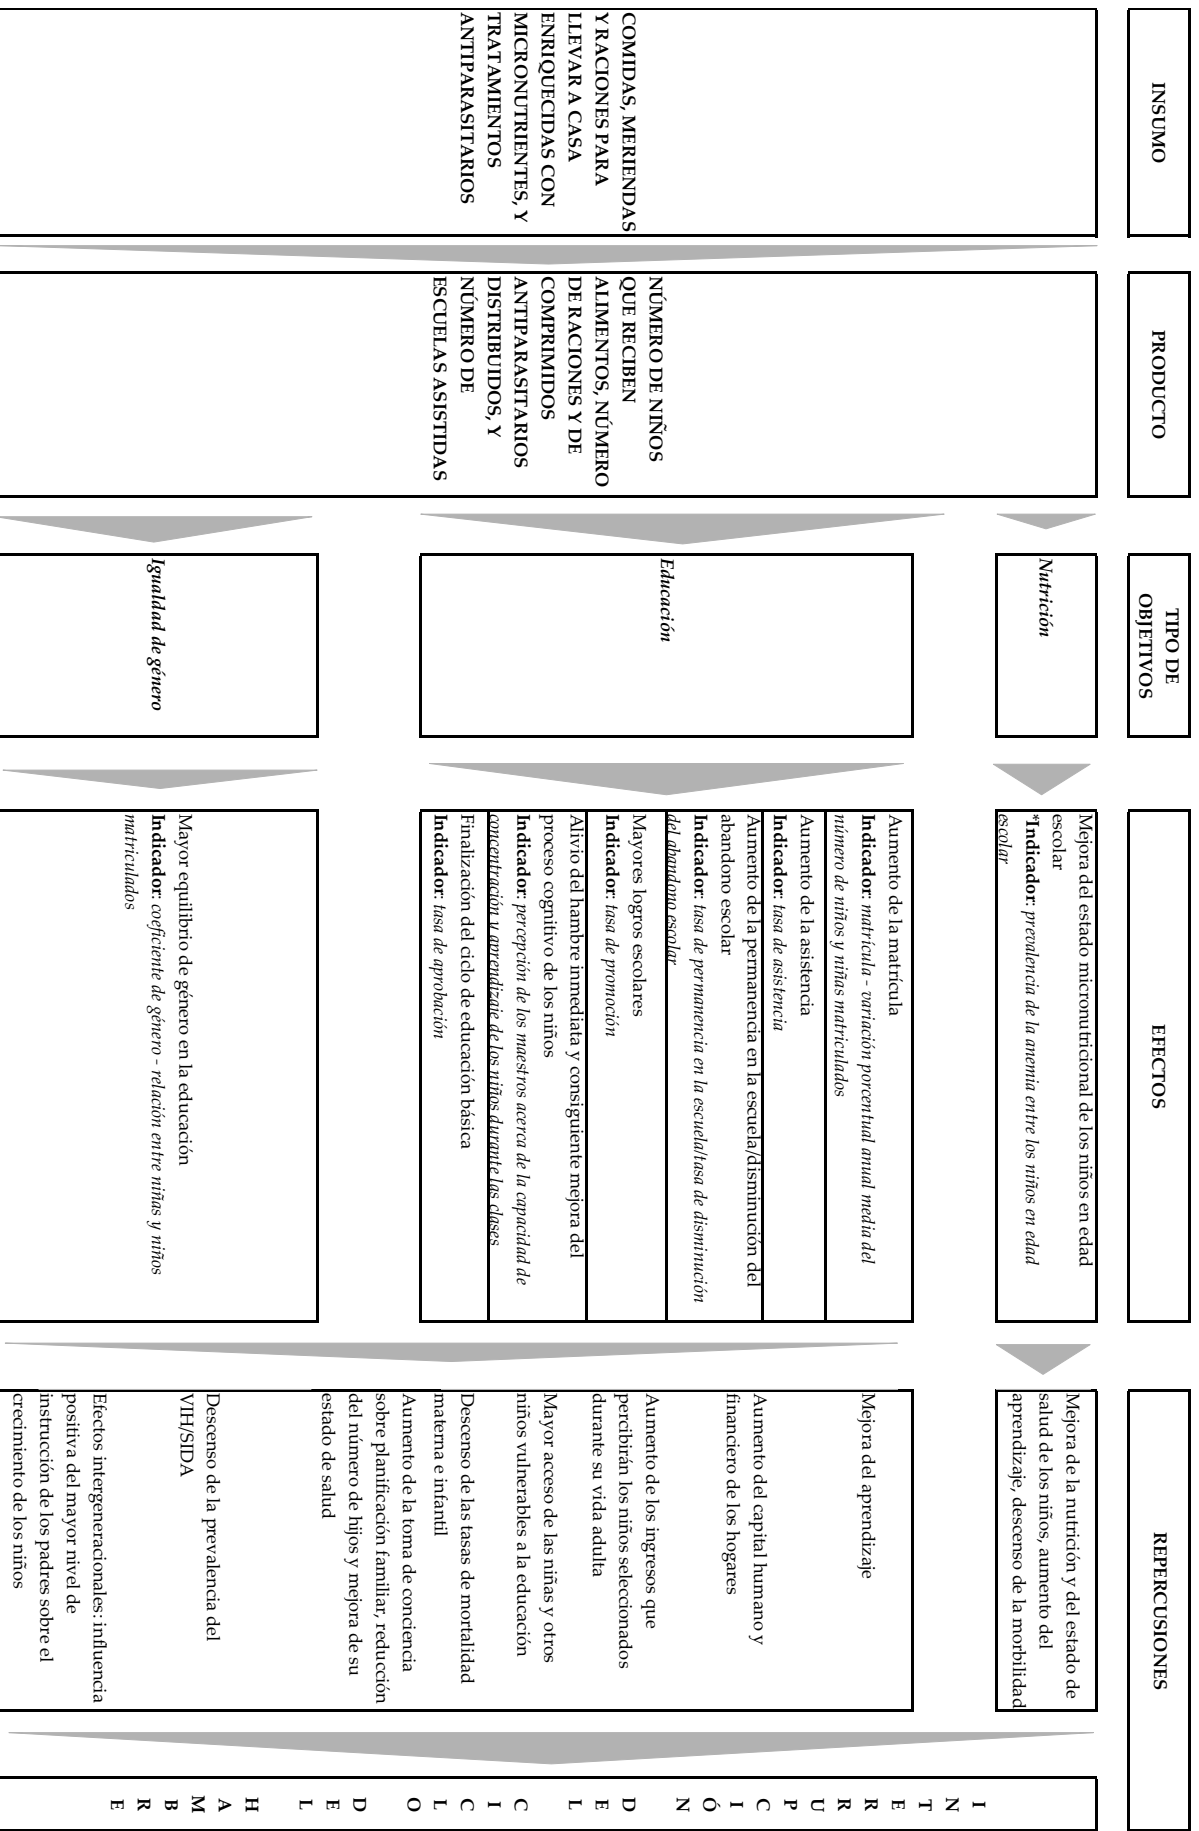 INSUMO
PRODUCTO
TIPO DE
OBJETIVOS
EFECTOS
REPERCUSIONES
COMIDAS, MERIENDAS
Y RACIONES PARA
LLEVAR A CASA
ENRIQUECIDAS CON
MICRONUTRIENTES, Y
TRATAMIENTOS
ANTIPARASITARIOS
NÚMERO DE NIÑOS
QUE RECIBEN
ALIMENTOS, NÚMERO
DE RACIONES Y DE
COMPRIMIDOS
ANTIPARASITARIOS
DISTRIBUIDOS, Y
NÚMERO DE
ESCUELAS ASISTIDAS
Nutrición
Mejora del estado micronutricional de los niños en edad
escolar
*Indicador: prevalencia de la anemia entre los niños en edad
escolar
Mejora de la nutrición y del estado de
salud de los niños, aumento del
aprendizaje, descenso de la morbilidad
Educación
Aumento de la matrícula
Indicador: matrícula - variación porcentual anual media del
número de niños y niñas matriculados
Aumento de la asistencia
Indicador: tasa de asistencia
Aumento de la permanencia en la escuela/disminución del
abandono escolar
Indicador: tasa de permanencia en la escuela/tasa de disminución
del abandono escolar
Mayores logros escolares
Indicador: tasa de promoción
Alivio del hambre inmediata y consiguiente mejora del
proceso cognitivo de los niños
Indicador: percepción de los maestros acerca de la capacidad de
concentración y aprendizaje de los niños durante las clases
Finalización del ciclo de educación básica
Indicador: tasa de aprobación
Igualdad de género
Mayor equilibrio de género en la educación
Indicador: coeficiente de género - relación entre niñas y niños
matriculados
Mejora del aprendizaje
Aumento del capital humano y
financiero de los hogares
Aumento de los ingresos que
percibirán los niños seleccionados
durante su vida adulta
Mayor acceso de las niñas y otros
niños vulnerables a la educación
Descenso de las tasas de mortalidad
materna e infantil
Aumento de la toma de conciencia
sobre planificación familiar, reducción
del número de hijos y mejora de su
estado de salud
Descenso de la prevalencia del
VIH/SIDA
Efectos intergeneracionales: influencia
positiva del mayor nivel de
instrucción de los padres sobre el
crecimiento de los niños
INTERRUPCIÓN DEL CICLO DEL HAMBRE